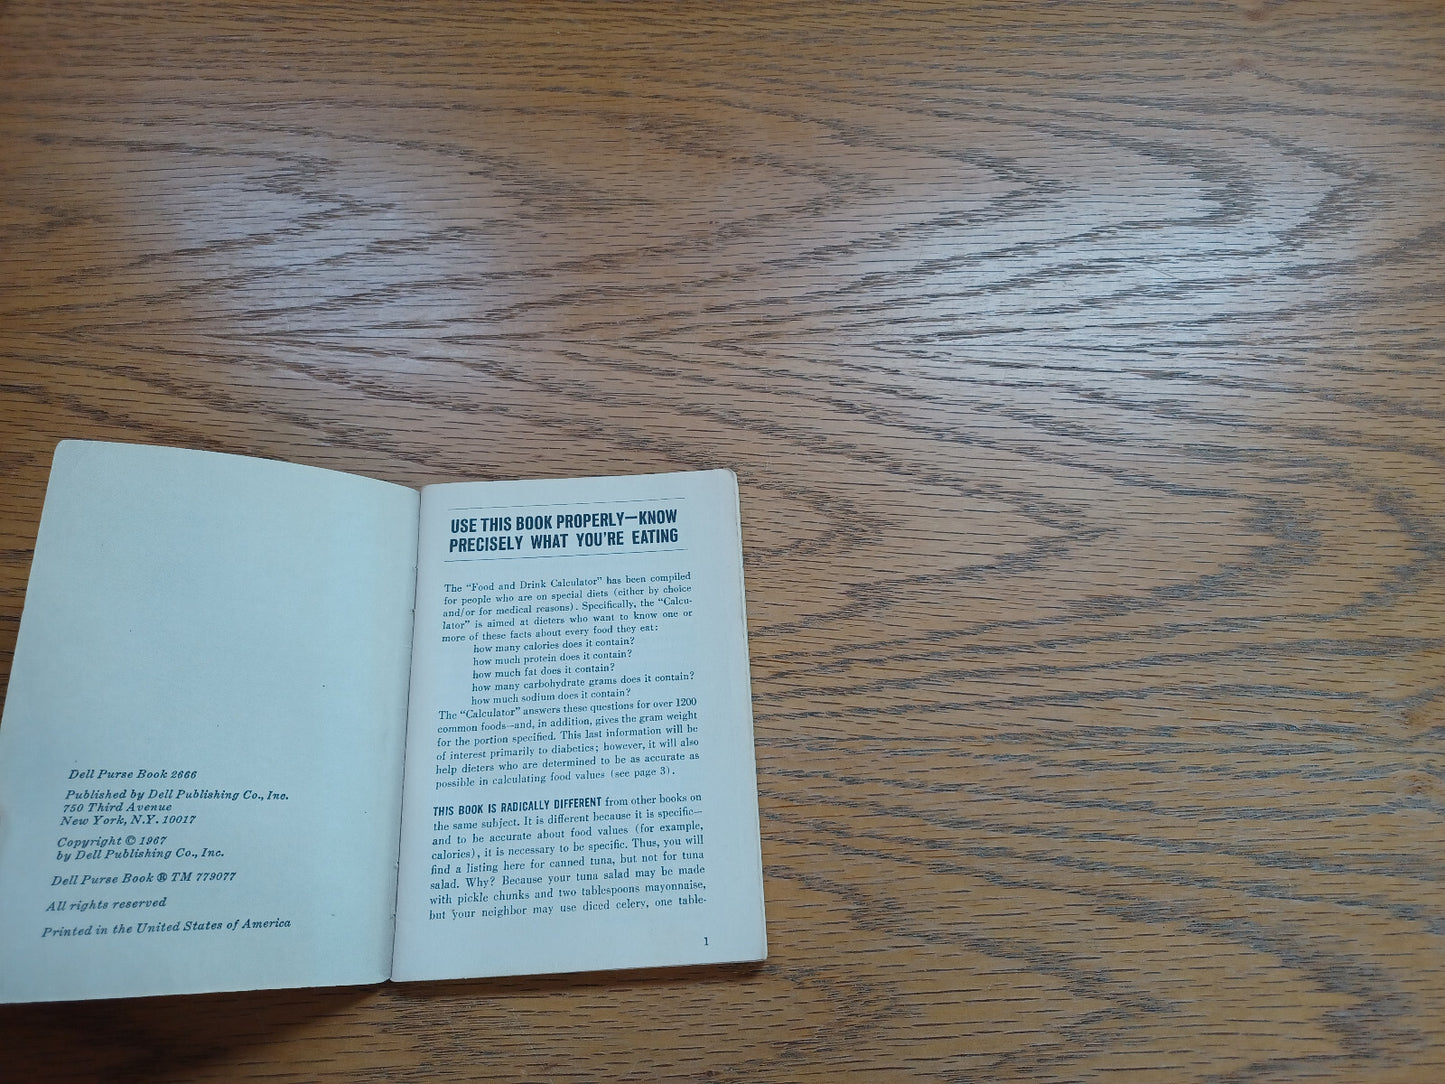 Dell Purse Book 2666
Published by Dell Publishing Co., Inc.
750 Third Avenue
New York, N.Y. 10017
Copyright © 1967
by Dell Publishing Co., Inc.
Dell Purse Book ® TM 779077
All rights reserved
Printed in the United States of America
USE THIS BOOK PROPERLY—KNOW
PRECISELY WHAT YOU'RE EATING
The "Food and Drink Calculator" has been compiled
for people who are on special diets (either by choice
and/or for medical reasons). Specifically, the "Calcu-
lator" is aimed at dieters who want to know one or
more of these facts about every food they eat:
how many calories does it contain?
how much protein does it contain?
how much fat does it contain?
how many carbohydrate grams does it contain?
how much sodium does it contain?
The "Calculator" answers these questions for over 1200
common foods—and, in addition, gives the gram weight
for the portion specified. This last information will be
of interest primarily to diabetics; however, it will also
help dieters who are determined to be as accurate as
possible in calculating food values (see page 3).
THIS BOOK IS RADICALLY DIFFERENT from other books on
the same subject. It is different because it is specific—
and to be accurate about food values (for example,
calories), it is necessary to be specific. Thus, you will
find a listing here for canned tuna, but not for tuna
salad. Why? Because your tuna salad may be made
with pickle chunks and two tablespoons mayonnaise,
but your neighbor may use diced celery, one table-
1